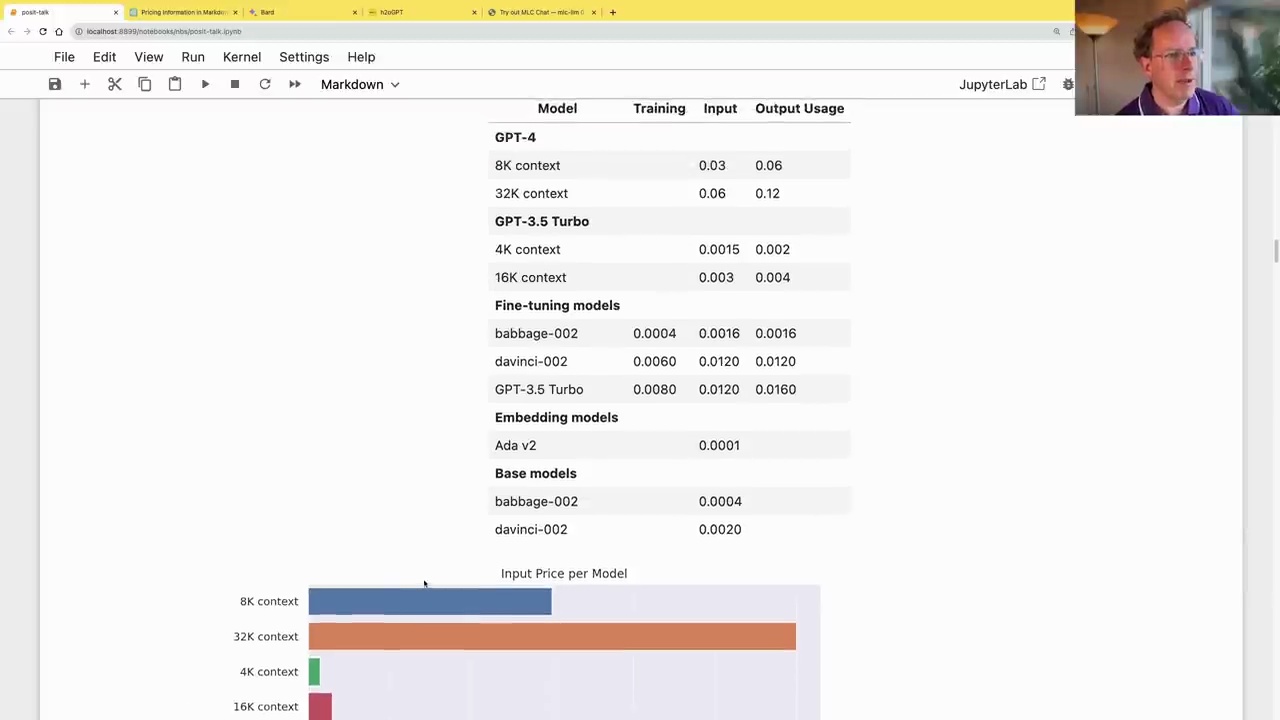 posit-talk
Pricing Information in Markdow
Bard
h2oGPT
Try out MLC Chat — mlc-llm
localhost:8899/notebooks/nbs/posit-talk.ipynb
File Edit View Run Kernel Settings Help
Markdown
JupyterLab
Model Training Input Output Usage
GPT-4
8K context 0.03 0.06
32K context 0.06 0.12
GPT-3.5 Turbo
4K context 0.0015 0.002
16K context 0.003 0.004
Fine-tuning models
babbage-002 0.0004 0.0016 0.0016
davinci-002 0.0060 0.0120 0.0120
GPT-3.5 Turbo 0.0080 0.0120 0.0160
Embedding models
Ada v2 0.0001
Base models
babbage-002 0.0004
davinci-002 0.0020
Input Price per Model
8K context
32K context
4K context
16K context